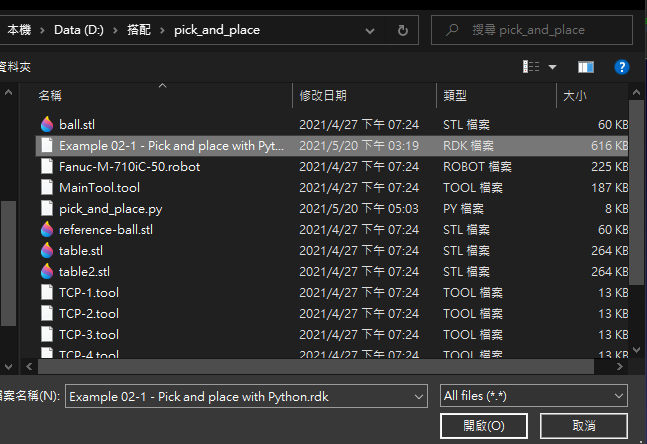 本機 > Data (D:) > 搭配 > pick_and_place 搜尋 pick_and_place
資料夾
名稱 修改日期 類型 大小
ball.stl 2021/4/27 下午 07:24 STL 檔案 60 KB
Example 02-1 - Pick and place with Pyt... 2021/5/20 下午 03:19 RDK 檔案 616 KB
Fanuc-M-710iC-50.robot 2021/4/27 下午 07:24 ROBOT 檔案 225 KB
MainTool.tool 2021/4/27 下午 07:24 TOOL 檔案 187 KB
pick_and_place.py 2021/5/20 下午 05:03 PY 檔案 8 KB
reference-ball.stl 2021/4/27 下午 07:24 STL 檔案 60 KB
table.stl 2021/4/27 下午 07:24 STL 檔案 264 KB
table2.stl 2021/4/27 下午 07:24 STL 檔案 264 KB
TCP-1.tool 2021/4/27 下午 07:24 TOOL 檔案 13 KB
TCP-2.tool 2021/4/27 下午 07:24 TOOL 檔案 13 KB
TCP-3.tool 2021/4/27 下午 07:24 TOOL 檔案 13 KB
TCP-4.tool 2021/4/27 下午 07:24 TOOL 檔案 13 KB
檔案名稱(N): Example 02-1 - Pick and place with Python.rdk All files (*.*)
開啟(O) 取消